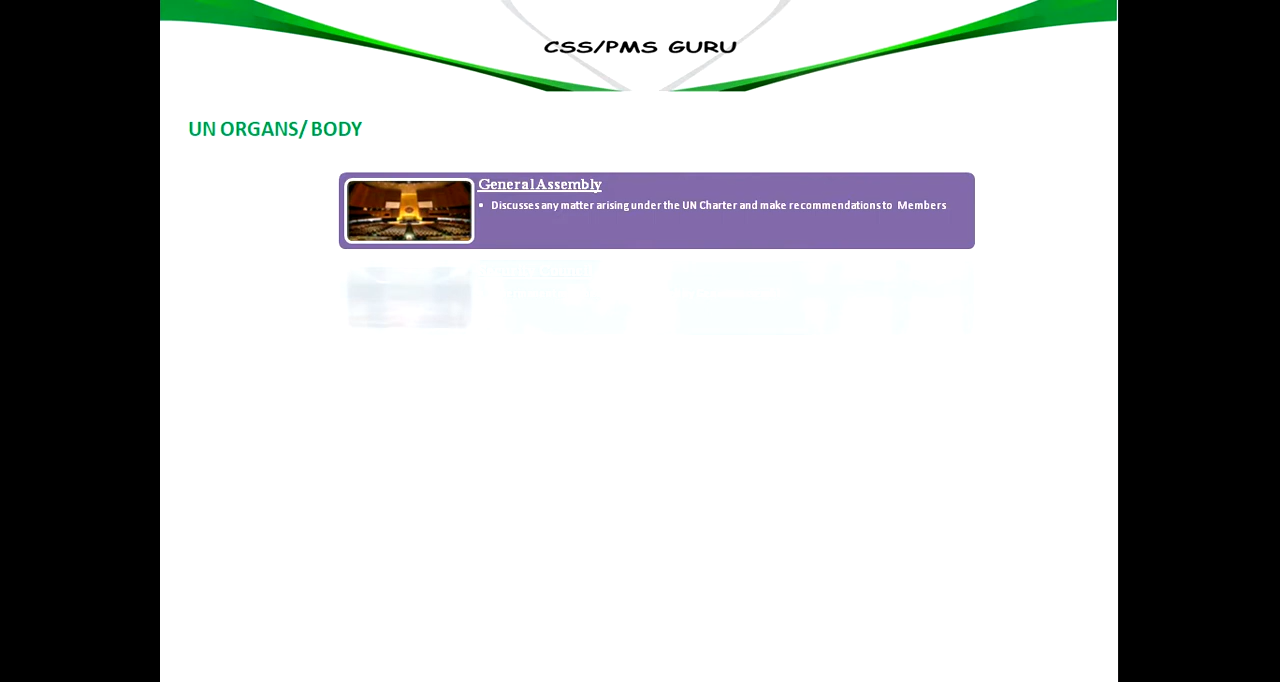 CSS/PMS GURU
UN ORGANS/ BODY
General Assembly
• Discusses any matter arising under the UN Charter and make recommendations to Members